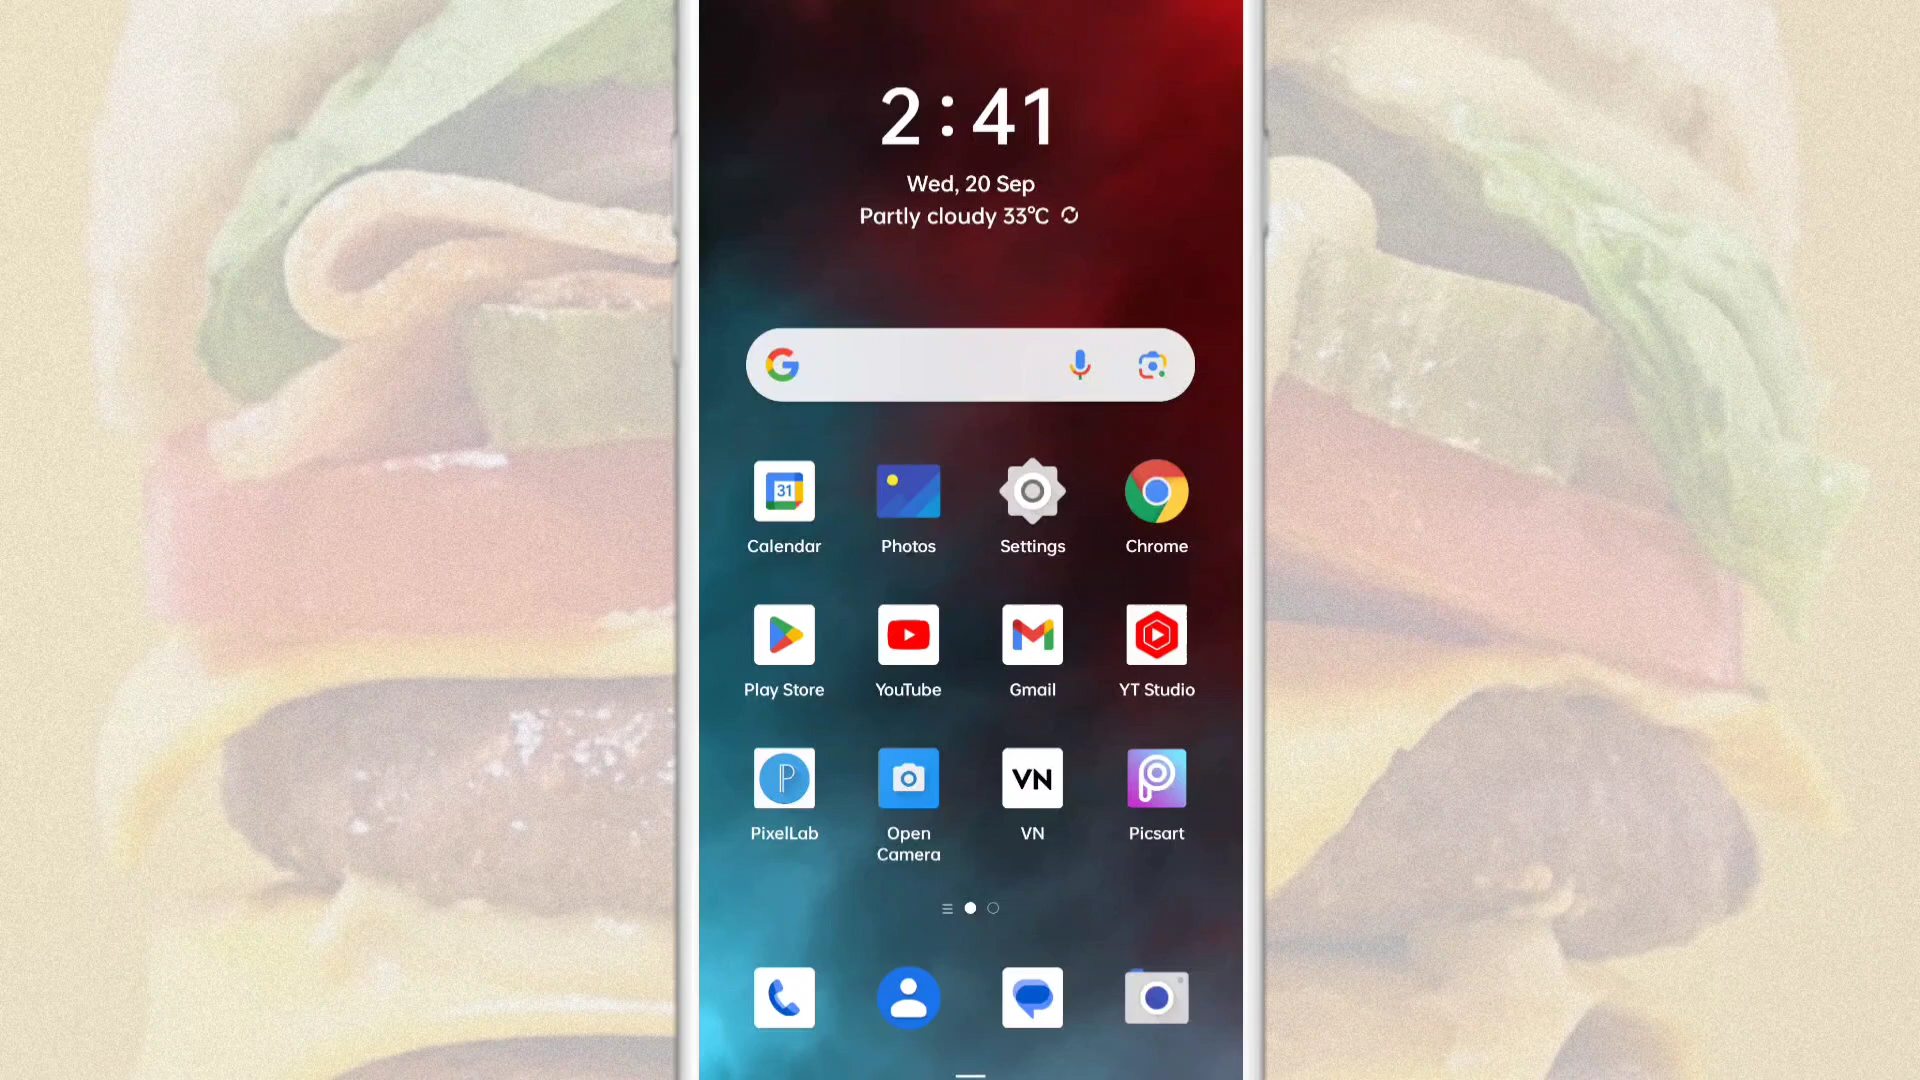 2:41
Wed, 20 Sep
Partly cloudy 33°C
31
Calendar
Photos
Settings
Chrome
Play Store
YouTube
Gmail
YT Studio
P
VN
PixelLab
Open
Camera
VN
Picsart